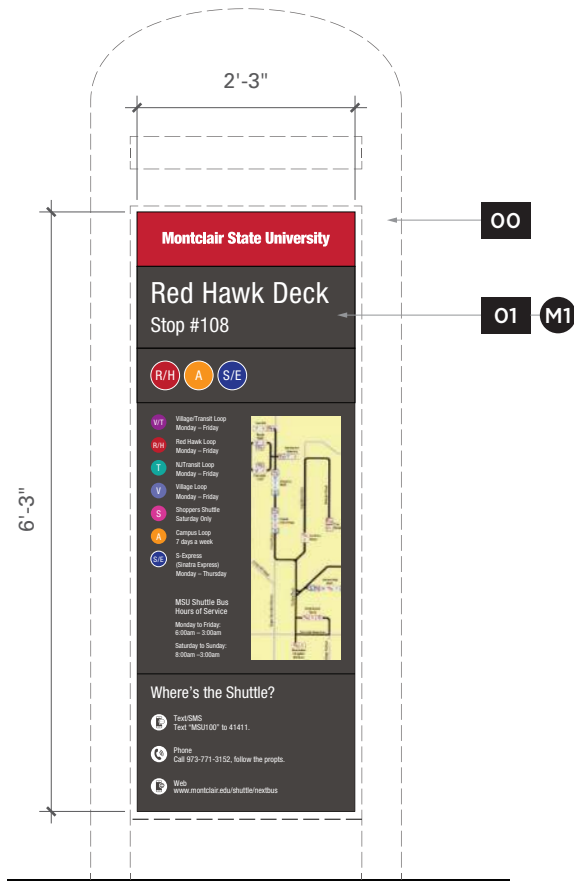 2'-3"
00
Montclair State University
Red Hawk Deck
Stop #108
01 M1
R/H A S/E
6'-3"
V/T Village/Transit Loop
Monday – Friday
R/H Red Hawk Loop
Monday – Friday
T NJTransit Loop
Monday – Friday
V Village Loop
Monday – Friday
S Shoppers Shuttle
Saturday Only
A Campus Loop
7 days a week
S/E S-Express
(Sinatra Express)
Monday – Thursday
MSU Shuttle Bus
Hours of Service
Monday to Friday:
6:00am – 3:00am
Saturday to Sunday:
8:00am –3:00am
Where's the Shuttle?
Text/SMS
Text "MSU100" to 41411.
Phone
Call 973-771-3152, follow the propts.
Web
www.montclair.edu/shuttle/nextbus